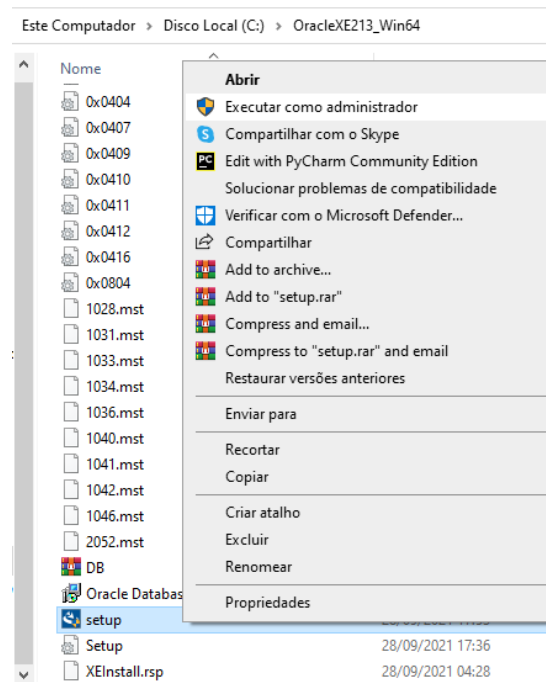 Este Computador > Disco Local (C:) > OracleXE213_Win64
Nome
0x0404
0x0407
0x0409
0x0410
0x0411
0x0412
0x0416
0x0804
1028.mst
1031.mst
1033.mst
1034.mst
1036.mst
1040.mst
1041.mst
1042.mst
1046.mst
2052.mst
DB
Oracle Databas
setup
Setup 28/09/2021 17:36
XEInstall.rsp 28/09/2021 04:28
Abrir
Executar como administrador
Compartilhar com o Skype
PC Edit with PyCharm Community Edition
Solucionar problemas de compatibilidade
Verificar com o Microsoft Defender...
Compartilhar
Add to archive...
Add to "setup.rar"
Compress and email...
Compress to "setup.rar" and email
Restaurar versões anteriores
Enviar para
Recortar
Copiar
Criar atalho
Excluir
Renomear
Propriedades